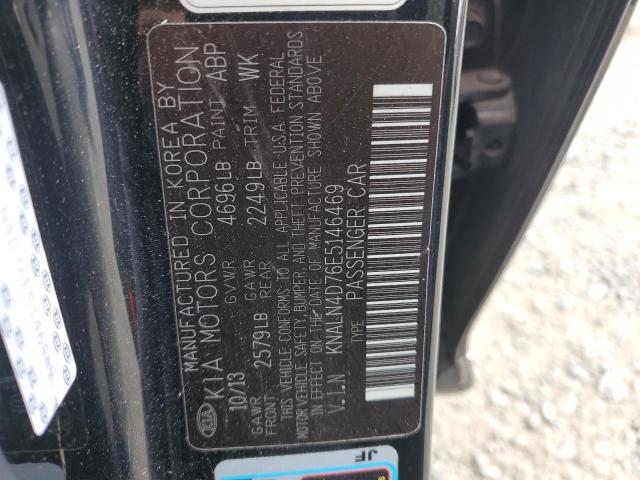 MANUFACTURED IN KOREA BY
KIA KIA MOTORS CORPORATION
10/13 GVWR 4696LB PAINT ABP
GAWR FRONT 2579LB GAWR REAR 2249LB TRIM WK
THIS VEHICLE CONFORMS TO ALL APPLICABLE U.S.A. FEDERAL
MOTOR VEHICLE SAFETY, BUMPER, AND THEFT PREVENTION STANDARDS
IN EFFECT ON THE DATE OF MANUFACTURE SHOWN ABOVE
V.I.N KNALN4D76E5146469
TYPE PASSENGER CAR
JF